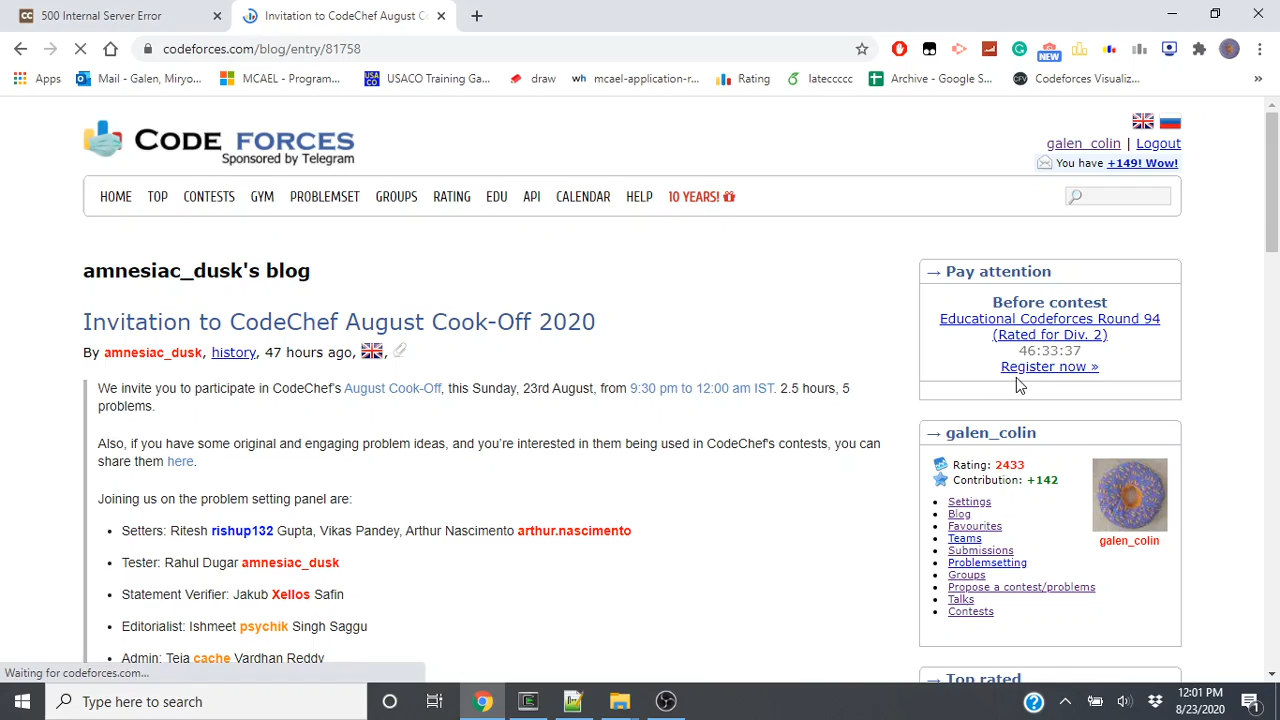 500 Internal Server Error
Invitation to CodeChef August Co
codeforces.com/blog/entry/81758
NEW
Apps
Mail - Galen, Miryo...
MCAEL - Program...
USACO Training Ga...
draw
mcael-application-r...
Rating
lateccccc
Archive - Google S...
Codeforces Visualiz...
»
CODE FORCES
Sponsored by Telegram
galen_colin | Logout
You have +149! Wow!
HOME TOP CONTESTS GYM PROBLEMSET GROUPS RATING EDU API CALENDAR HELP 10 YEARS!
amnesiac_dusk's blog
Invitation to CodeChef August Cook-Off 2020
By amnesiac_dusk, history, 47 hours ago,
We invite you to participate in CodeChef's August Cook-Off, this Sunday, 23rd August, from 9:30 pm to 12:00 am IST. 2.5 hours, 5
problems.
Also, if you have some original and engaging problem ideas, and you're interested in them being used in CodeChef's contests, you can
share them here.
Joining us on the problem setting panel are:
• Setters: Ritesh rishup132 Gupta, Vikas Pandey, Arthur Nascimento arthur.nascimento
• Tester: Rahul Dugar amnesiac_dusk
• Statement Verifier: Jakub Xellos Safin
• Editorialist: Ishmeet psychik Singh Saggu
• Admin: Teja cache Vardhan Reddy
→ Pay attention
Before contest
Educational Codeforces Round 94
(Rated for Div. 2)
46:33:37
Register now »
→ galen_colin
Rating: 2433
Contribution: +142
• Settings
• Blog
• Favourites
• Teams
• Submissions
• Problemsetting
• Groups
• Propose a contest/problems
• Talks
• Contests
galen_colin
→ Top rated
Waiting for codeforces.com...
Type here to search
12:01 PM
8/23/2020